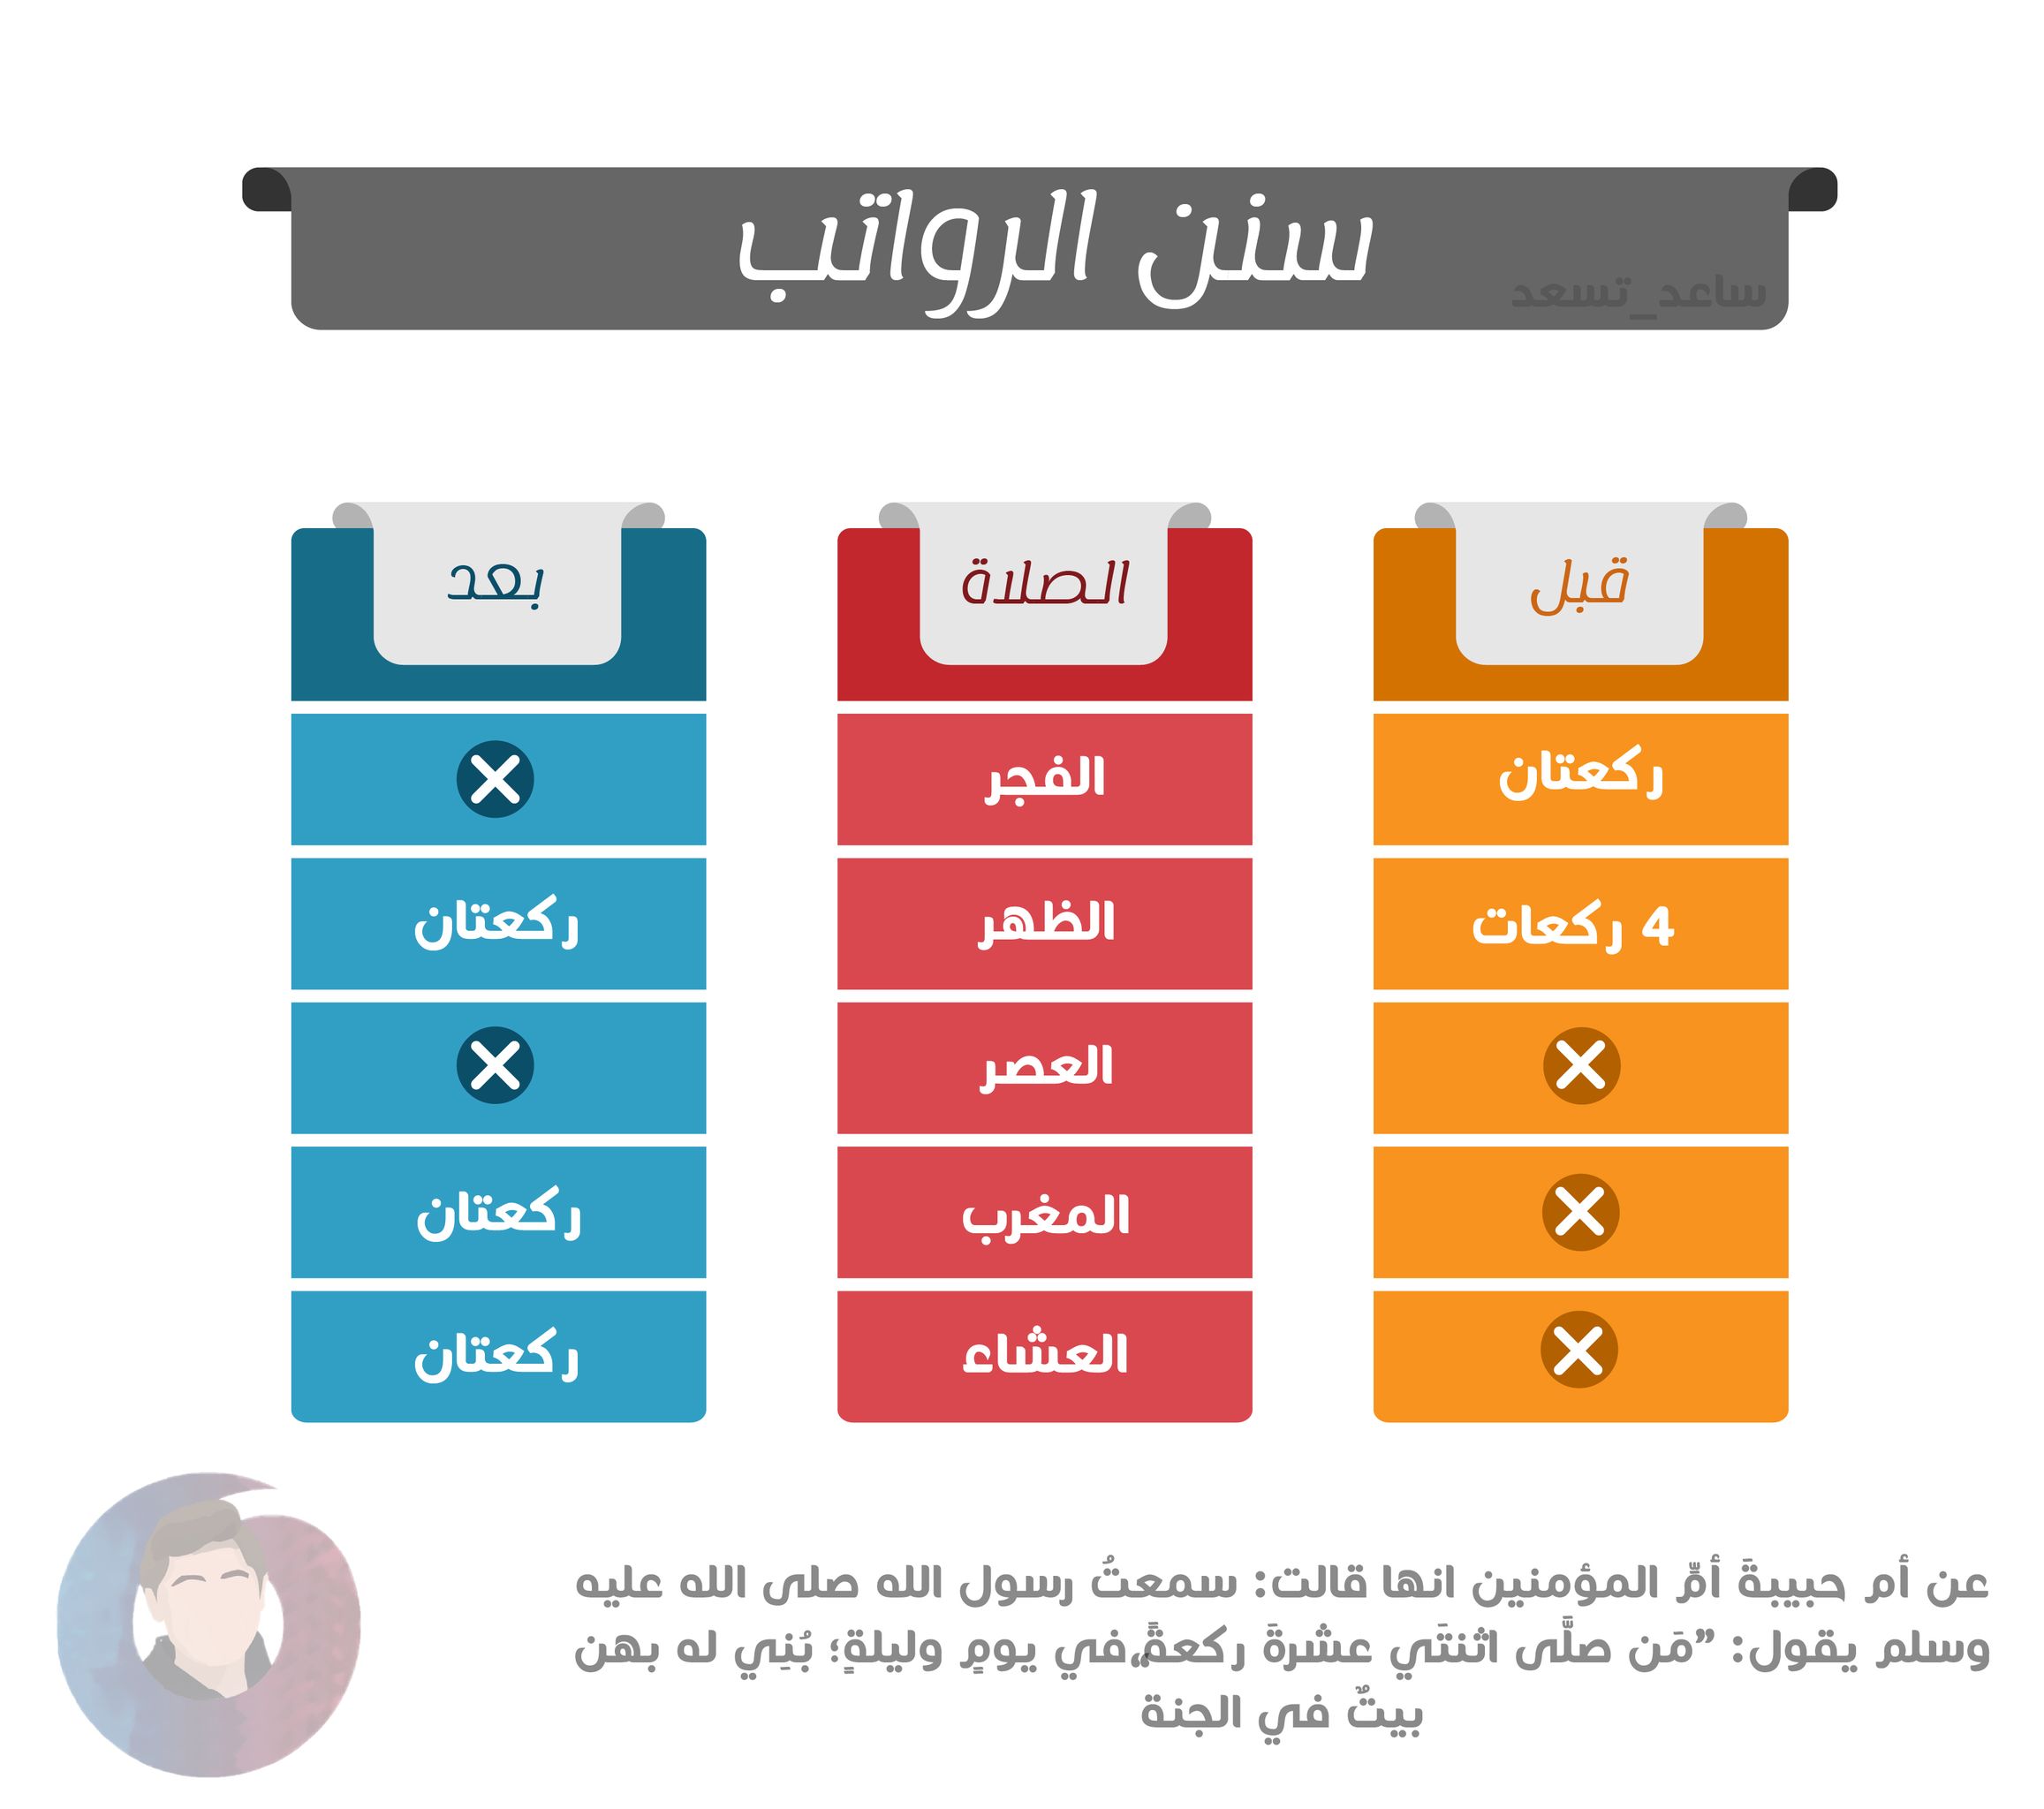 سنن الرواتب
ساعد_تسعد
قبل الصلاة بعد
ركعتان الفجر
4 ركعات الظهر ركعتان
العصر
المغرب ركعتان
العشاء ركعتان
عن أم حبيبةَ أمِّ المؤمنين انها قالت: سمعتُ رسول الله صلى الله عليه
وسلم يقول: ”مَن صلَّى اثنتَي عشرةَ ركعةً„ في يومٍ وليلةٍ؛ بُنِي له بهن
بيتٌ في الجنة